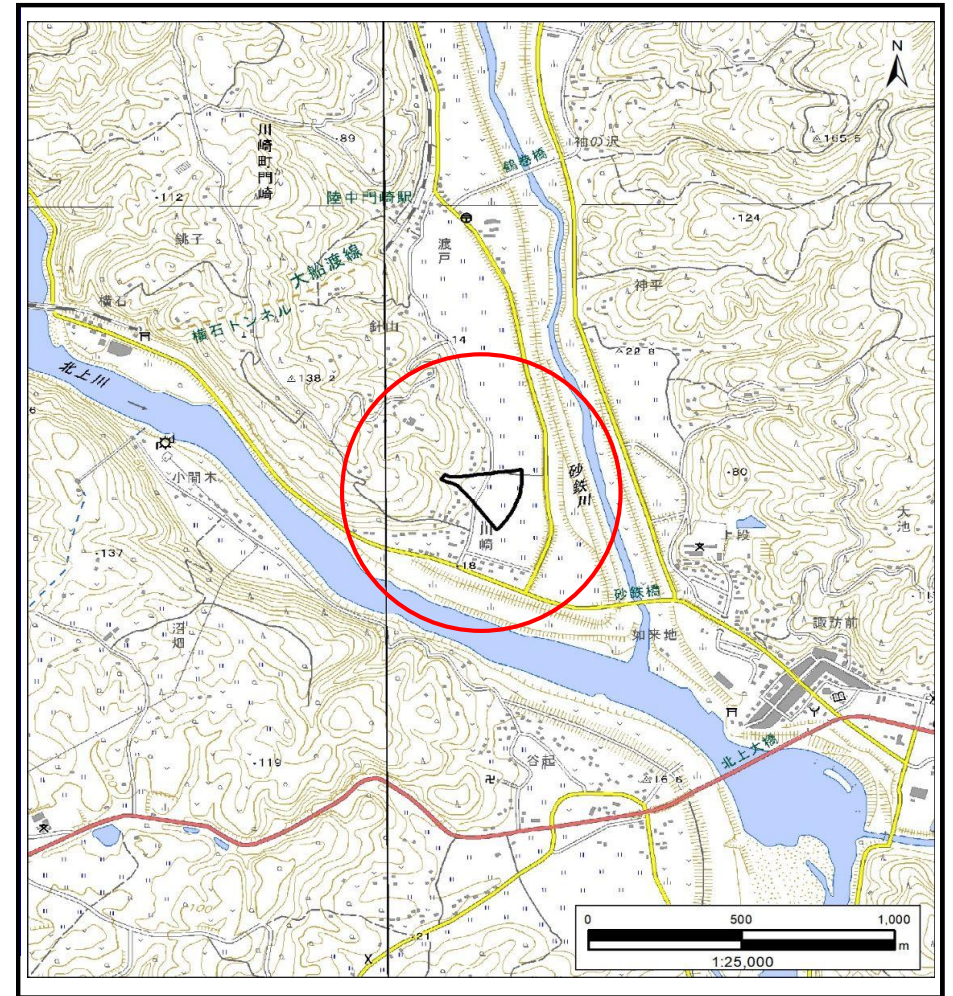 N
川崎町門崎
・89
袖の沢
△165.5
鶴巻橋
・112
陸中門崎駅
・124
銚子
渡戸
大船渡線
神平
横石
横石トンネル
針山
・14
△22.8
北上川
△138.2
・80
小間木
砂鉄川
大池
上段
川崎
・137
・18
砂鉄橋
沼畑
如来地
諏訪前
北上大橋
・119
谷起
△16.6
100
・21
0 500 1,000
m
1:25,000